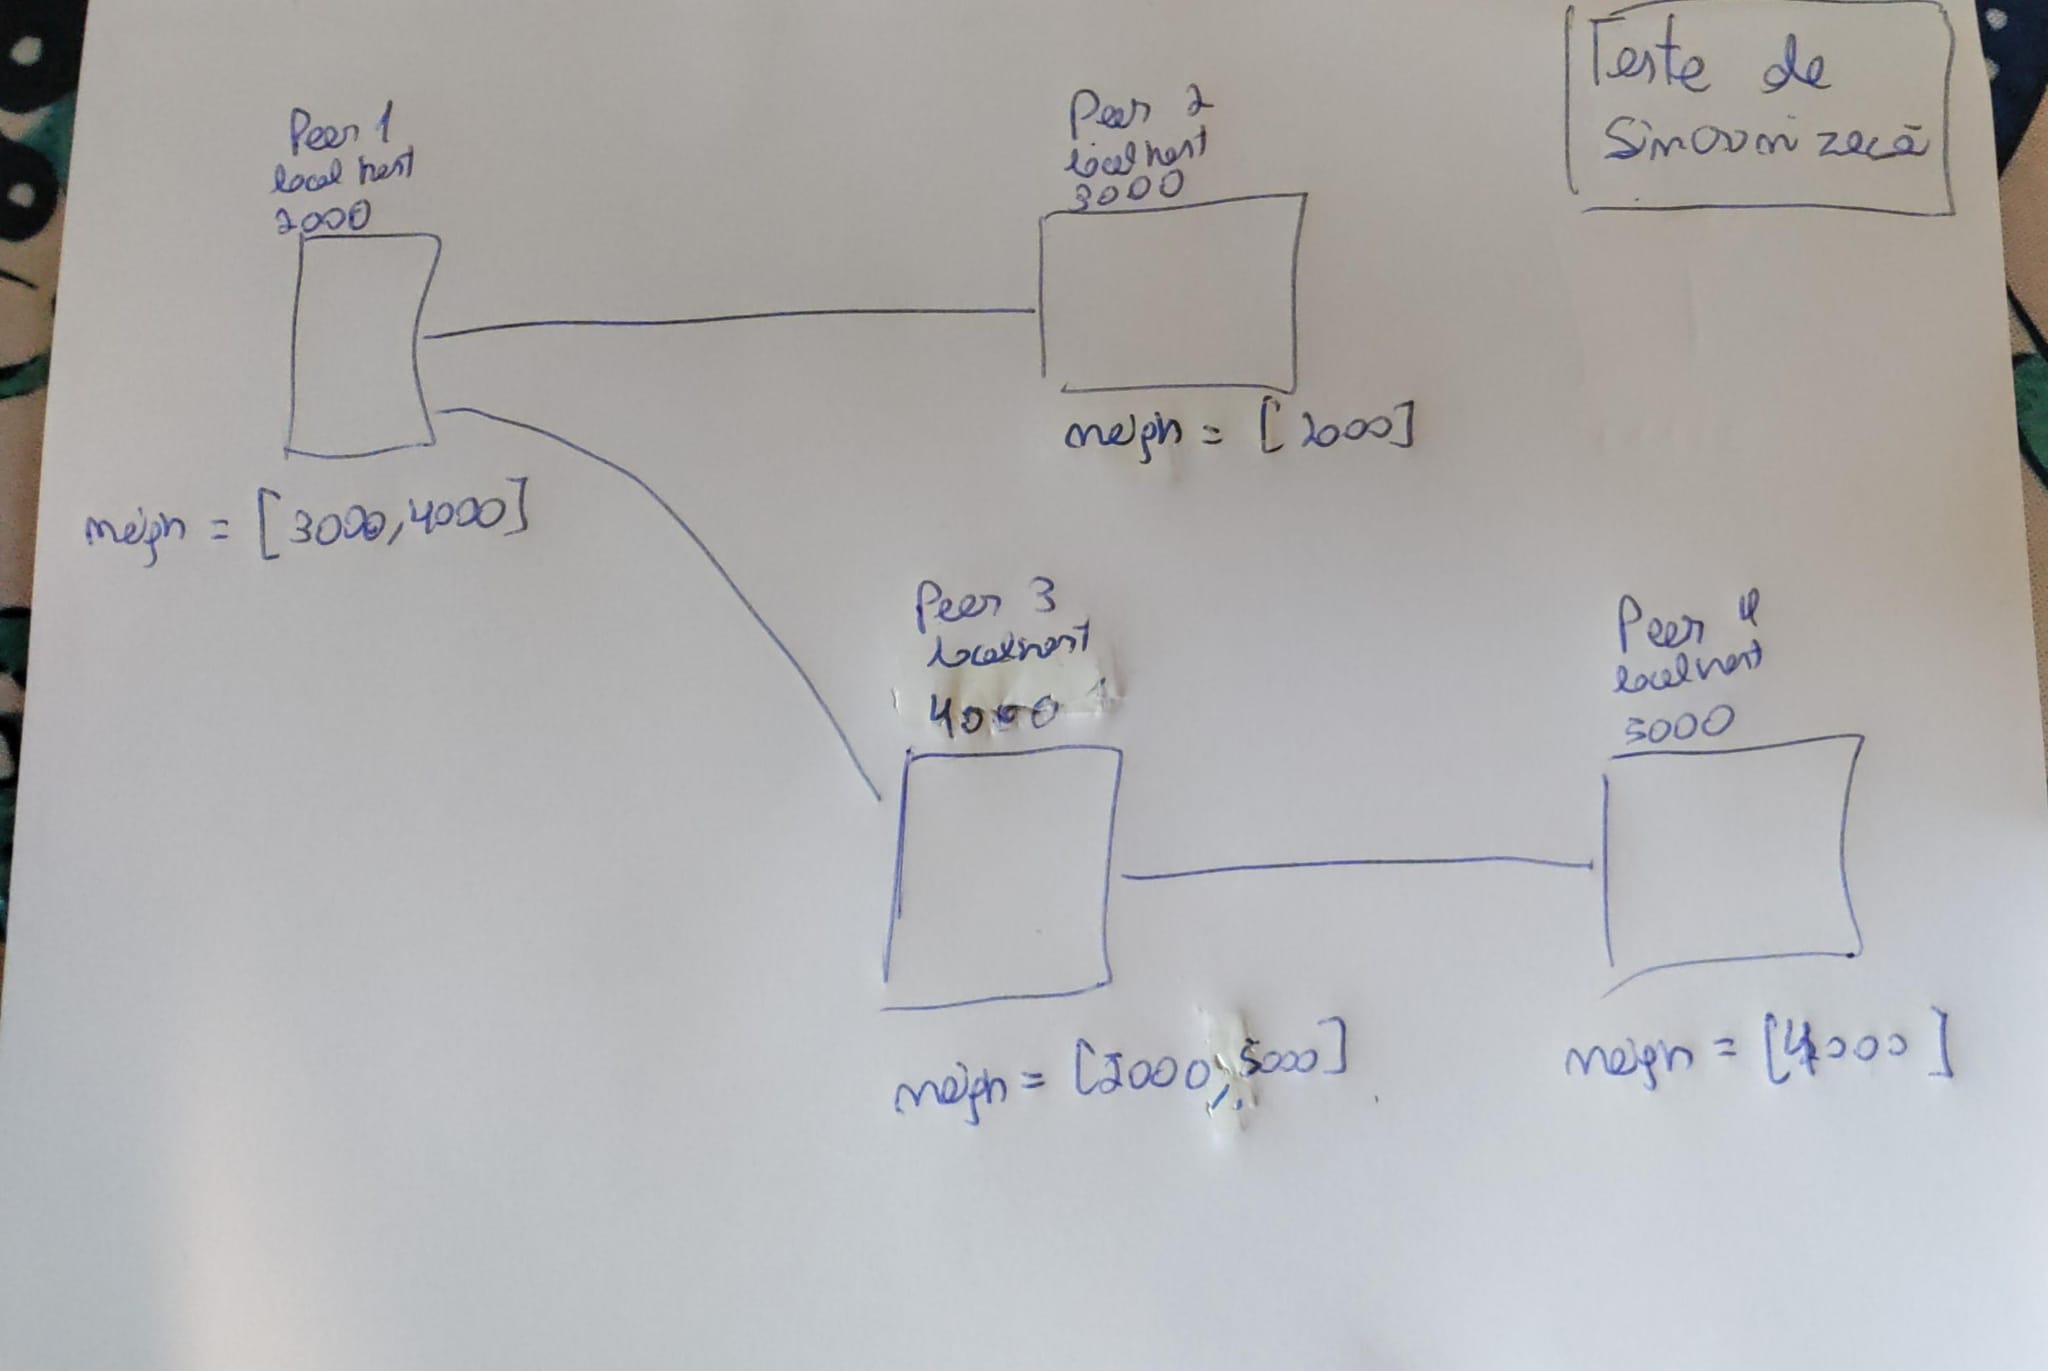 Teste de
Sincronizacã
Peer 1
localhost
2000
Peer 2
localhost
3000
neigh = [2000]
neigh = [3000,4000]
Peer 3
localhost
4000
Peer 4
localhost
5000
neigh = [2000,5000]
neigh = [4000]